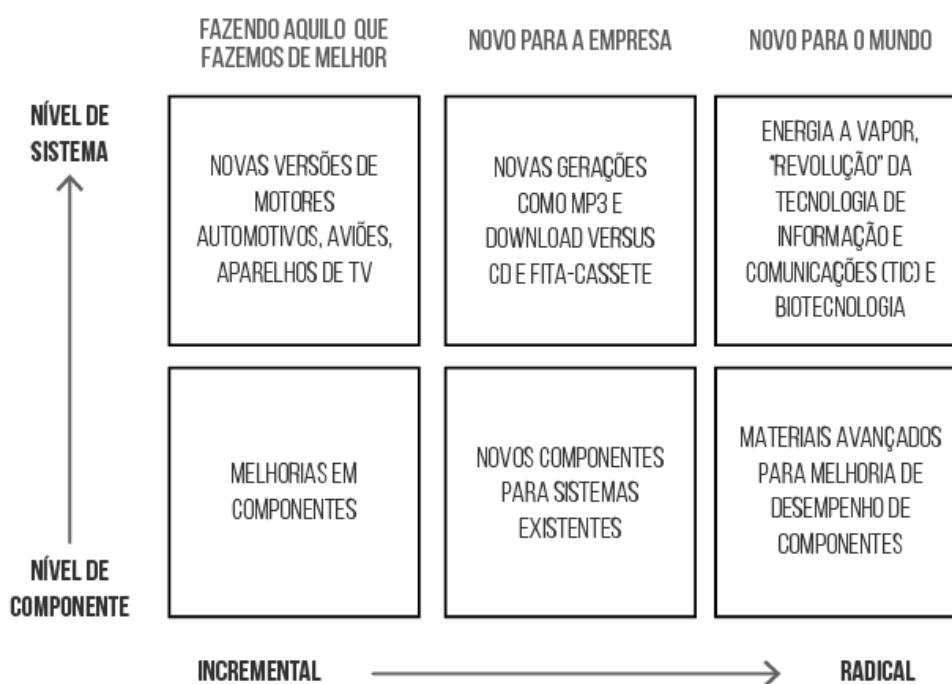 FAZENDO AQUILO QUE
FAZEMOS DE MELHOR
NOVO PARA A EMPRESA
NOVO PARA O MUNDO
NÍVEL DE
SISTEMA
NOVAS VERSÕES DE
MOTORES
AUTOMOTIVOS, AVIÕES,
APARELHOS DE TV
NOVAS GERAÇÕES
COMO MP3 E
DOWNLOAD VERSUS
CD E FITA-CASSETE
ENERGIA A VAPOR,
"REVOLUÇÃO" DA
TECNOLOGIA DE
INFORMAÇÃO E
COMUNICAÇÕES (TIC) E
BIOTECNOLOGIA
MELHORIAS EM
COMPONENTES
NOVOS COMPONENTES
PARA SISTEMAS
EXISTENTES
MATERIAIS AVANÇADOS
PARA MELHORIA DE
DESEMPENHO DE
COMPONENTES
NÍVEL DE
COMPONENTE
INCREMENTAL
RADICAL